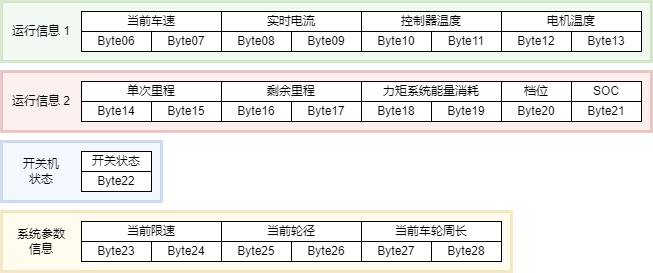 运行信息 1
当前车速 实时电流 控制器温度 电机温度
Byte06 Byte07 Byte08 Byte09 Byte10 Byte11 Byte12 Byte13
运行信息 2
单次里程 剩余里程 力矩系统能量消耗 档位 SOC
Byte14 Byte15 Byte16 Byte17 Byte18 Byte19 Byte20 Byte21
开关机
状态
开关状态
Byte22
系统参数
信息
当前限速 当前轮径 当前车轮周长
Byte23 Byte24 Byte25 Byte26 Byte27 Byte28